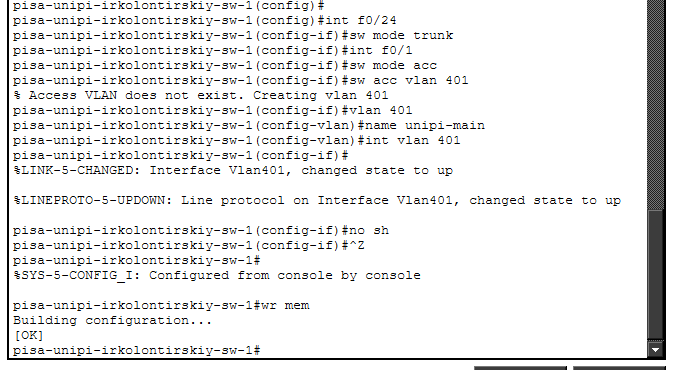 pisa-unipi-irkolontirskiy-sw-1(config)#
pisa-unipi-irkolontirskiy-sw-1(config)#int f0/24
pisa-unipi-irkolontirskiy-sw-1(config-if)#sw mode trunk
pisa-unipi-irkolontirskiy-sw-1(config-if)#int f0/1
pisa-unipi-irkolontirskiy-sw-1(config-if)#sw mode acc
pisa-unipi-irkolontirskiy-sw-1(config-if)#sw acc vlan 401
% Access VLAN does not exist. Creating vlan 401
pisa-unipi-irkolontirskiy-sw-1(config-if)#vlan 401
pisa-unipi-irkolontirskiy-sw-1(config-vlan)#name unipi-main
pisa-unipi-irkolontirskiy-sw-1(config-vlan)#int vlan 401
pisa-unipi-irkolontirskiy-sw-1(config-if)#
%LINK-5-CHANGED: Interface Vlan401, changed state to up
%LINEPROTO-5-UPDOWN: Line protocol on Interface Vlan401, changed state to up
pisa-unipi-irkolontirskiy-sw-1(config-if)#no sh
pisa-unipi-irkolontirskiy-sw-1(config-if)#^Z
pisa-unipi-irkolontirskiy-sw-1#
%SYS-5-CONFIG_I: Configured from console by console
pisa-unipi-irkolontirskiy-sw-1#wr mem
Building configuration...
[OK]
pisa-unipi-irkolontirskiy-sw-1#